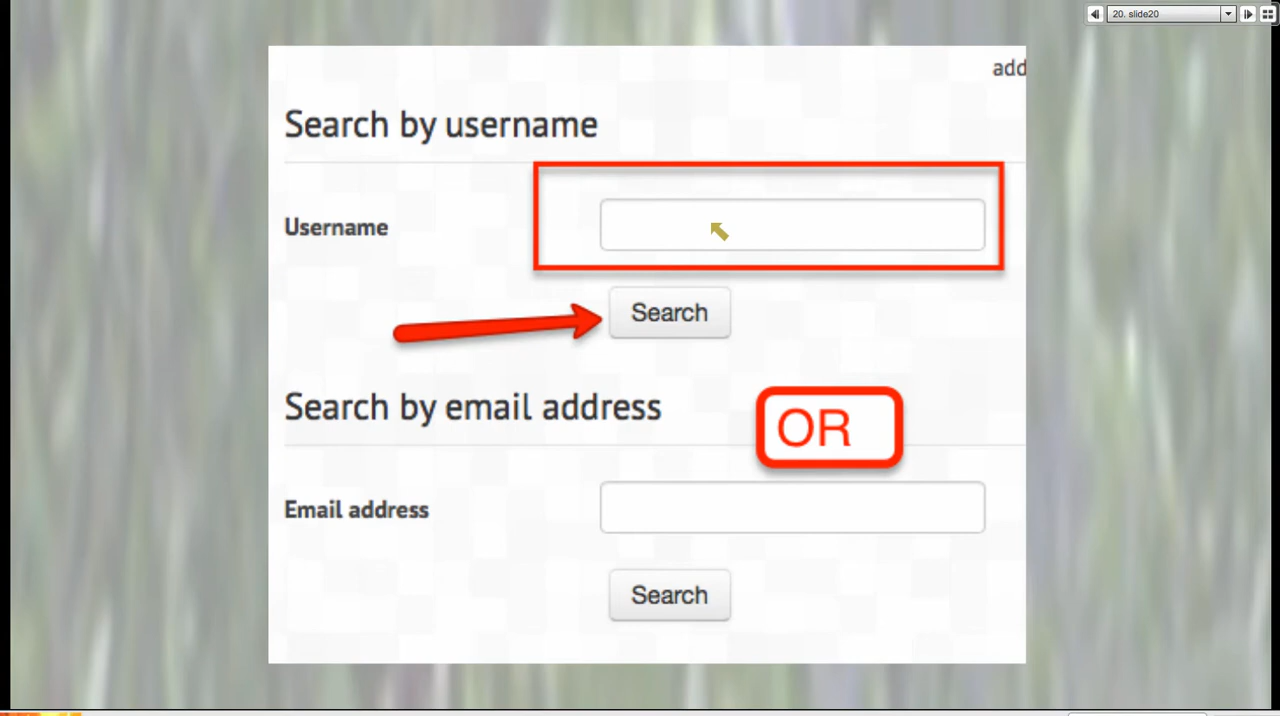 20. slide20
add
Search by username
Username
Search
Search by email address
OR
Email address
Search